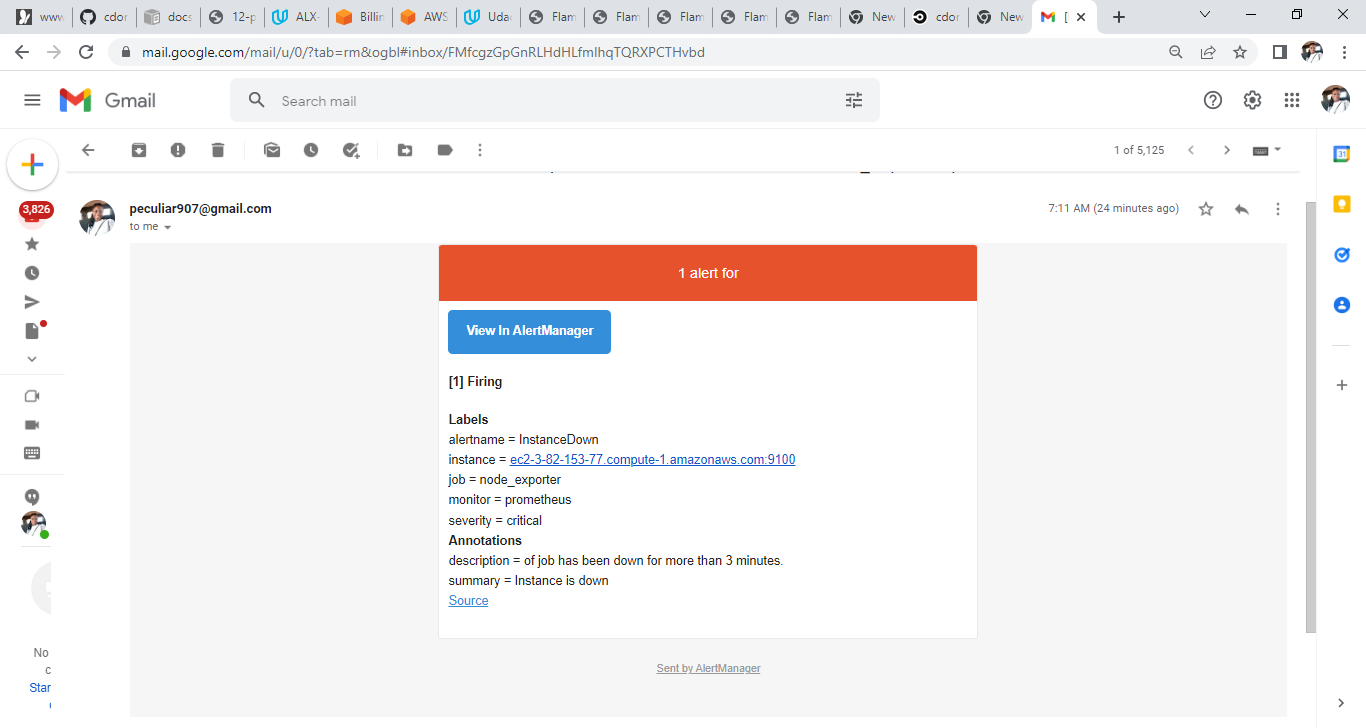 www
cdor
docs
12-p
ALX-
Billin
AWS
Udac
Flam
Flam
Flam
Flam
Flam
New
cdor
New
[
mail.google.com/mail/u/0/?tab=rm&ogbl#inbox/FMfcgzGpGnRLHdHLfmlhqTQRXPCTHvbd
Gmail
Search mail
1 of 5,125
3,826
peculiar907@gmail.com
7:11 AM (24 minutes ago)
to me
1 alert for
View In AlertManager
[1] Firing
Labels
alertname = InstanceDown
instance = ec2-3-82-153-77.compute-1.amazonaws.com:9100
job = node_exporter
monitor = prometheus
severity = critical
Annotations
description = of job has been down for more than 3 minutes.
summary = Instance is down
Source
Sent by AlertManager
31
No
c
Star